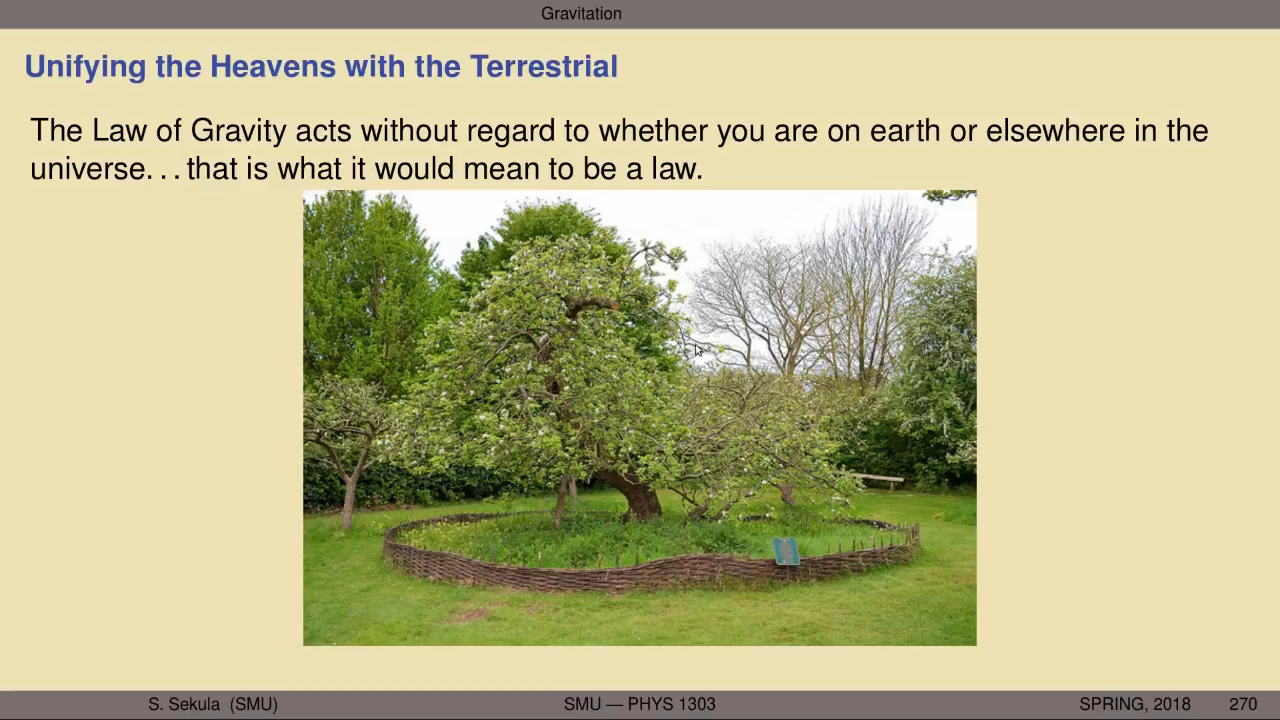 Gravitation
Unifying the Heavens with the Terrestrial
The Law of Gravity acts without regard to whether you are on earth or elsewhere in the
universe. . . that is what it would mean to be a law.
S. Sekula (SMU) SMU — PHYS 1303 SPRING, 2018 270